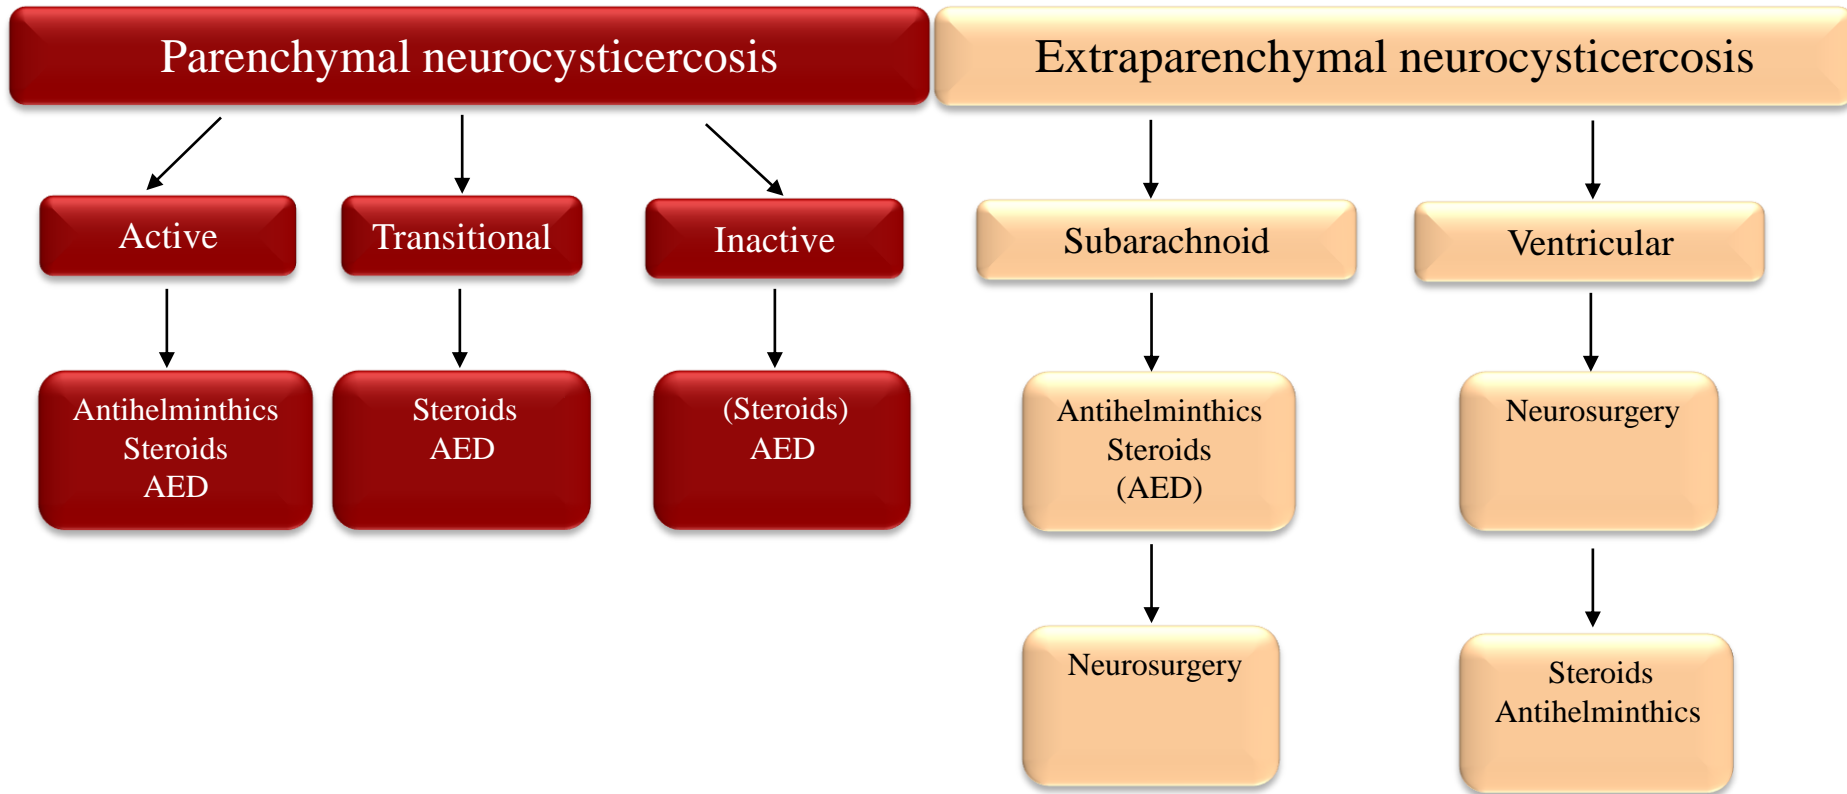 Parenchymal neurocysticercosis
Extraparenchymal neurocysticercosis
Active
Transitional
Inactive
Subarachnoid
Ventricular
Antihelminthics
Steroids
AED
Steroids
AED
(Steroids)
AED
Antihelminthics
Steroids
(AED)
Neurosurgery
Neurosurgery
Steroids
Antihelminthics